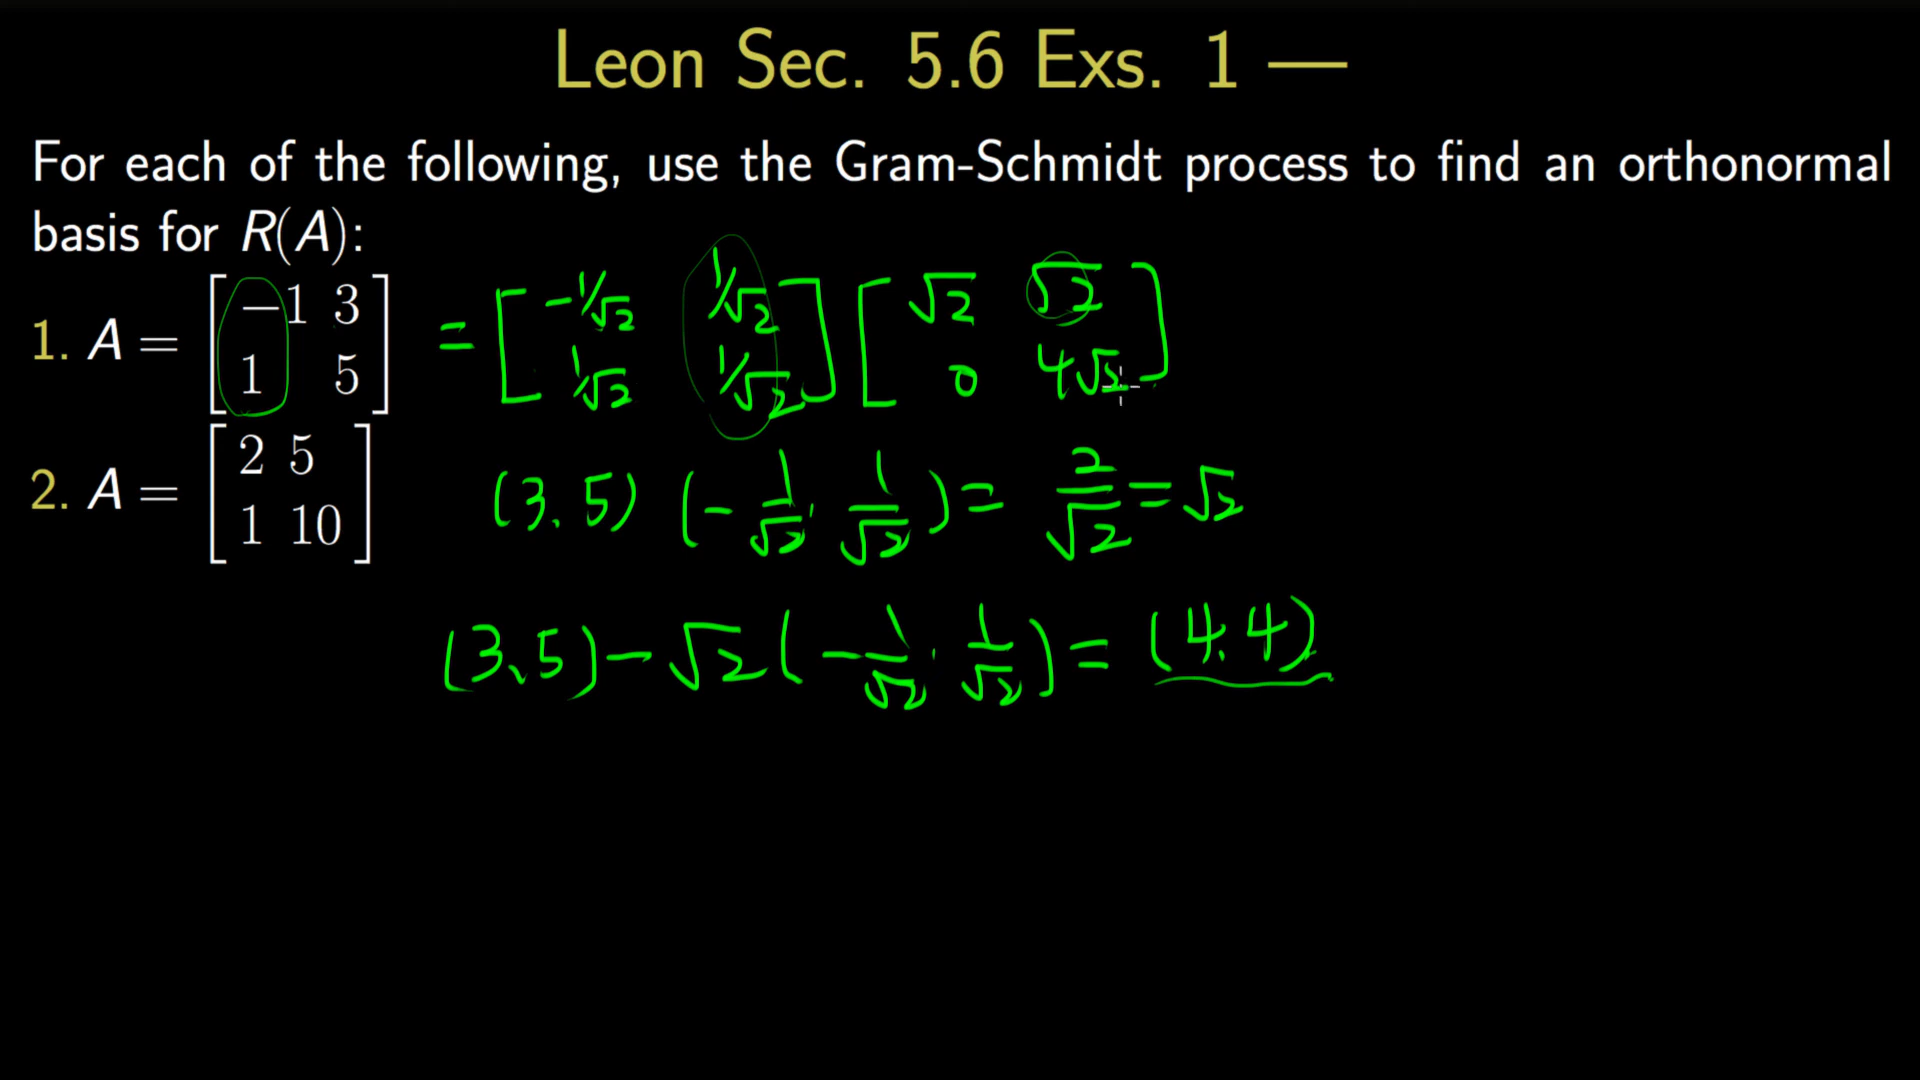 Leon Sec. 5.6 Exs. 1 —
For each of the following, use the Gram-Schmidt process to find an orthonormal
basis for R(A):
1. A = [−1 3; 1 5] = [−1/√2 1/√2; 1/√2 1/√2] [√2 √2; 0 4√2]
2. A = [2 5; 1 10]
(3, 5) (−1/√2, 1/√2) = 2/√2 = √2
(3, 5) − √2 (−1/√2, 1/√2) = (4, 4)